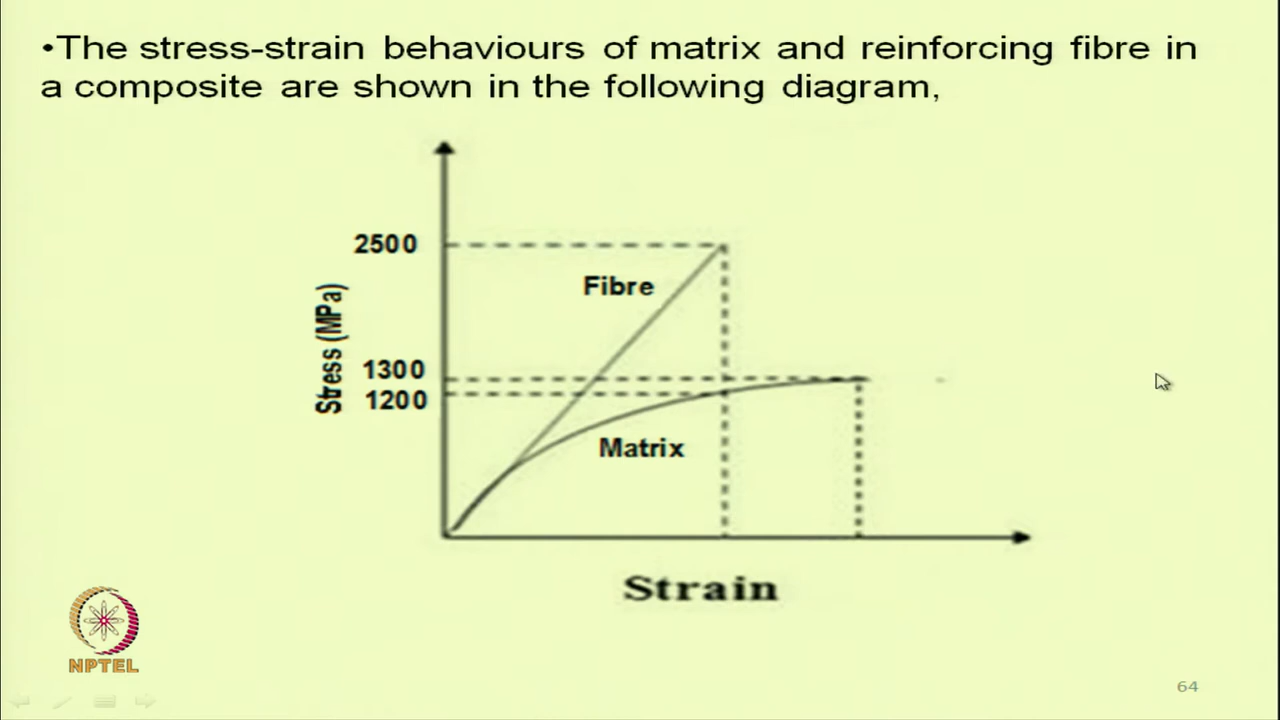 •The stress-strain behaviours of matrix and reinforcing fibre in
a composite are shown in the following diagram,
2500
Fibre
Stress (MPa)
1300
1200
Matrix
Strain
NPTEL
64